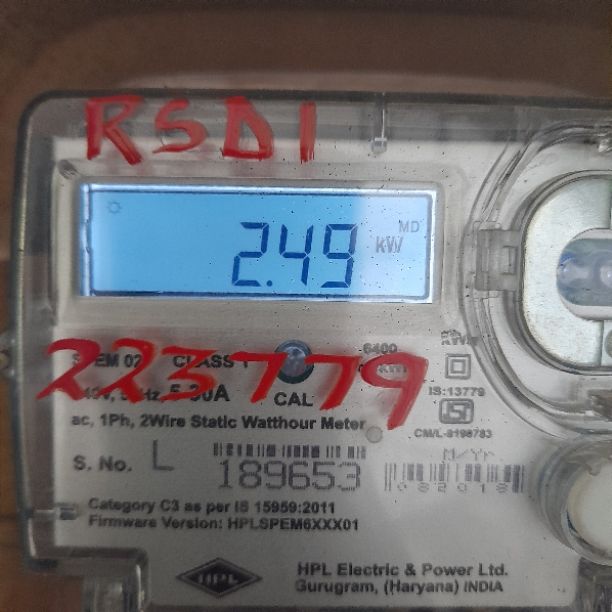 RSD1
MD
2.49 kW
CLASS 1
223779
6400
5-30A
CAL
IS:13779
ac, 1Ph, 2Wire Static Watthour Meter
CM/L-8198783
S. No. L 189653
M/Yr
082018
Category C3 as per IS 15959:2011
Firmware Version: HPLSPEM6XXX01
HPL
HPL Electric & Power Ltd.
Gurugram, (Haryana) INDIA